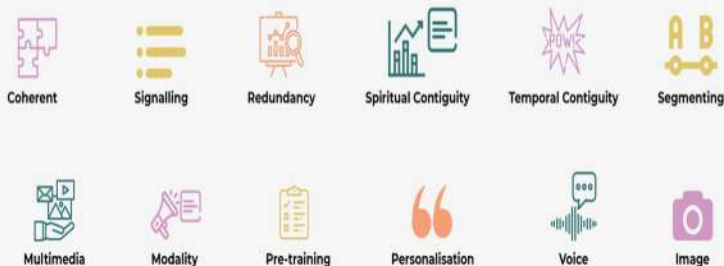 POW!
A B
Coherent Signalling Redundancy Spiritual Contiguity Temporal Contiguity Segmenting
Multimedia Modality Pre-training Personalisation Voice Image